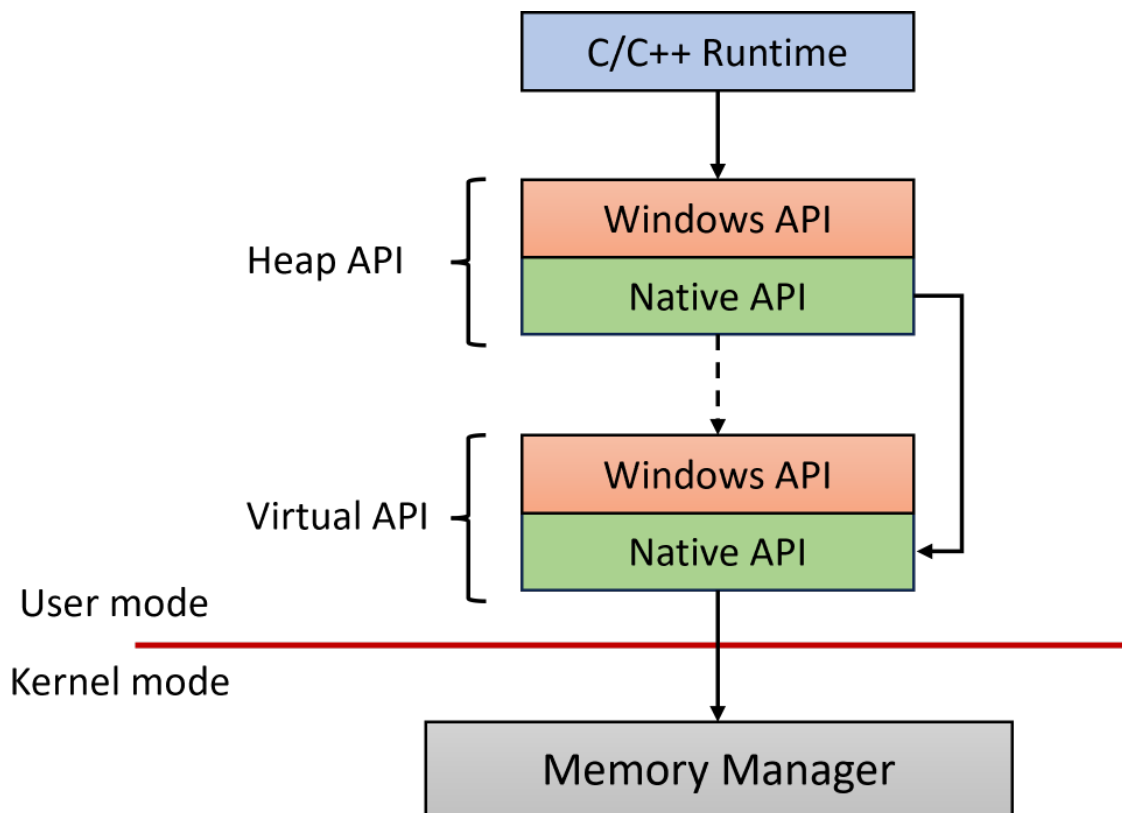 C/C++ Runtime
Windows API
Heap API
Native API
Windows API
Virtual API
Native API
User mode
Kernel mode
Memory Manager